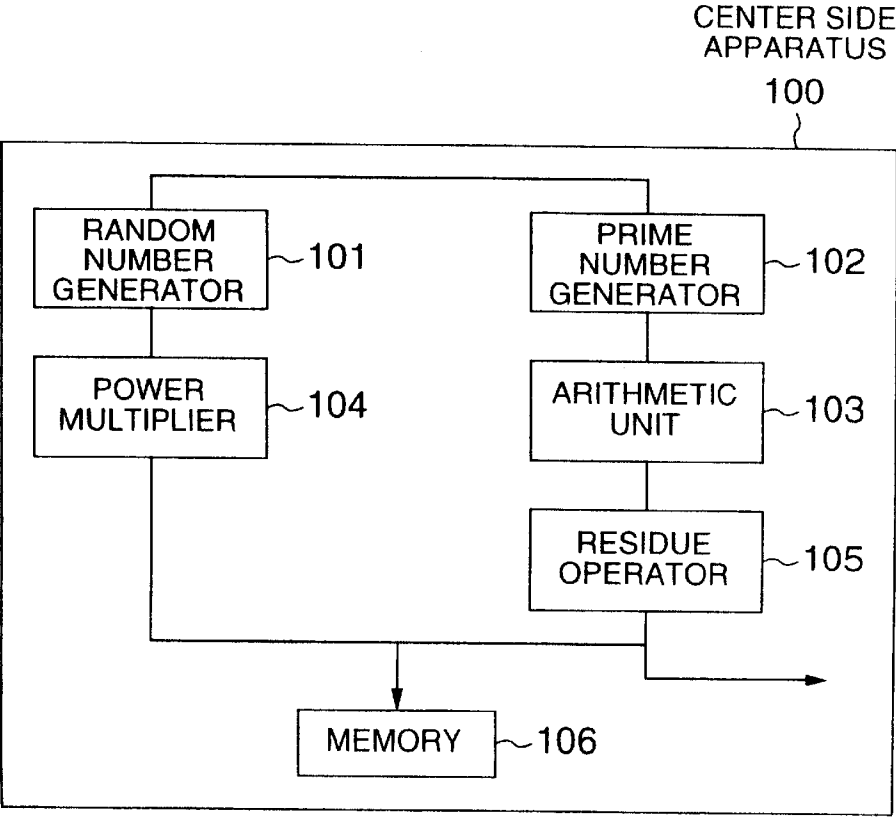 CENTER SIDE
APPARATUS
100
RANDOM
NUMBER
GENERATOR
101
PRIME
NUMBER
GENERATOR
102
POWER
MULTIPLIER
104
ARITHMETIC
UNIT
103
RESIDUE
OPERATOR
105
MEMORY
106